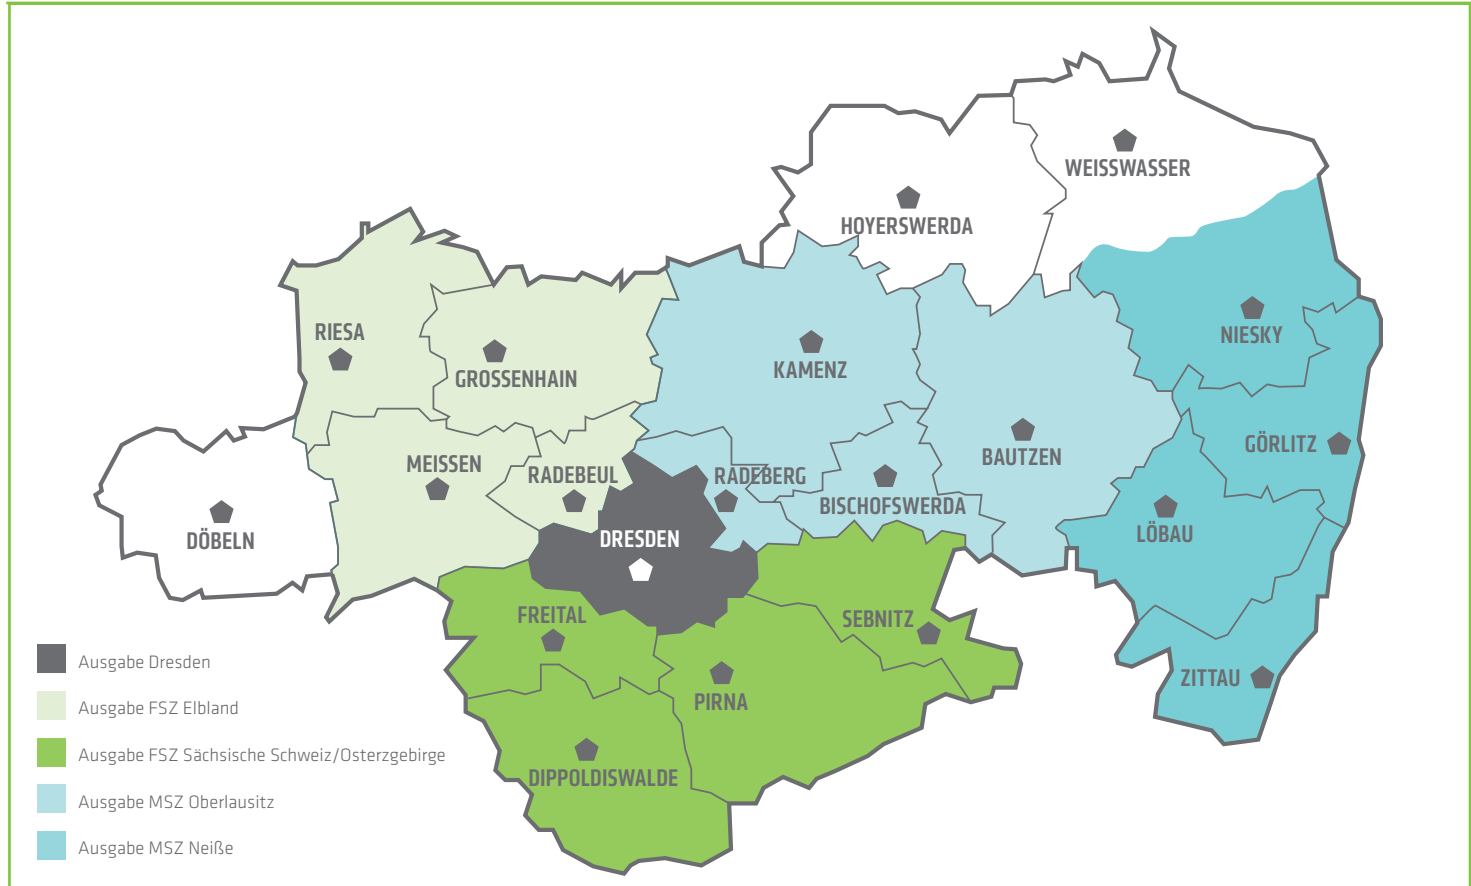 WEISSWASSER
HOYERSWERDA
RIESA
NIESKY
GROSSENHAIN
KAMENZ
GÖRLITZ
MEISSEN
RADEBEUL
RADEBERG
BAUTZEN
BISCHOFSWERDA
DÖBELN
DRESDEN
LÖBAU
FREITAL
SEBNITZ
PIRNA
ZITTAU
DIPPOLDISWALDE
Ausgabe Dresden
Ausgabe FSZ Elbland
Ausgabe FSZ Sächsische Schweiz/Osterzgebirge
Ausgabe MSZ Oberlausitz
Ausgabe MSZ Neiße